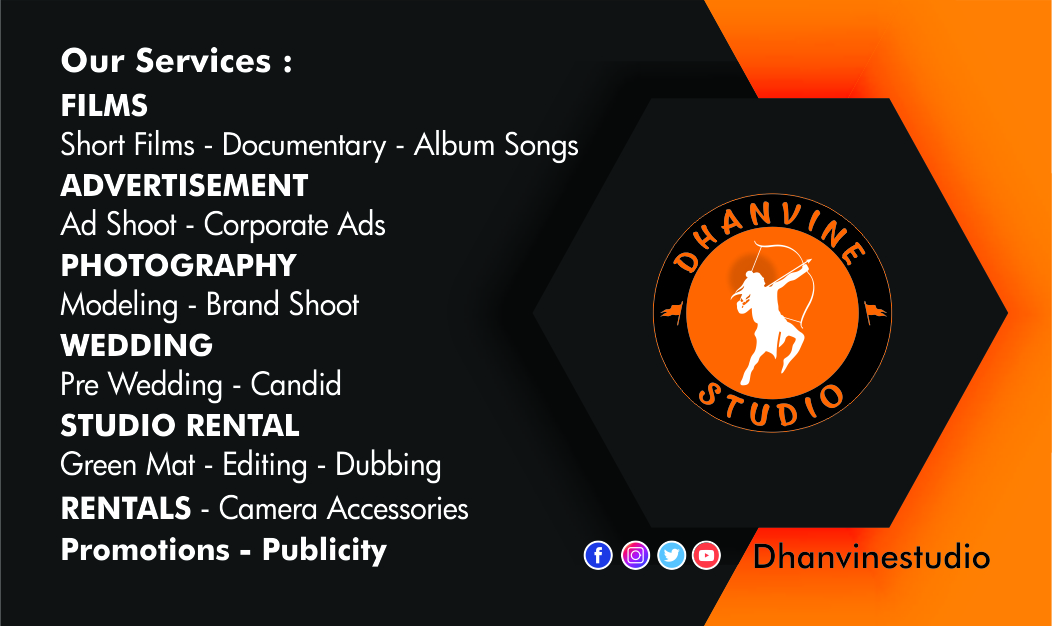 Our Services :
FILMS
Short Films - Documentary - Album Songs
ADVERTISEMENT
Ad Shoot - Corporate Ads
PHOTOGRAPHY
Modeling - Brand Shoot
WEDDING
Pre Wedding - Candid
STUDIO RENTAL
Green Mat - Editing - Dubbing
RENTALS - Camera Accessories
Promotions - Publicity
DHANVINE
STUDIO
Dhanvinestudio